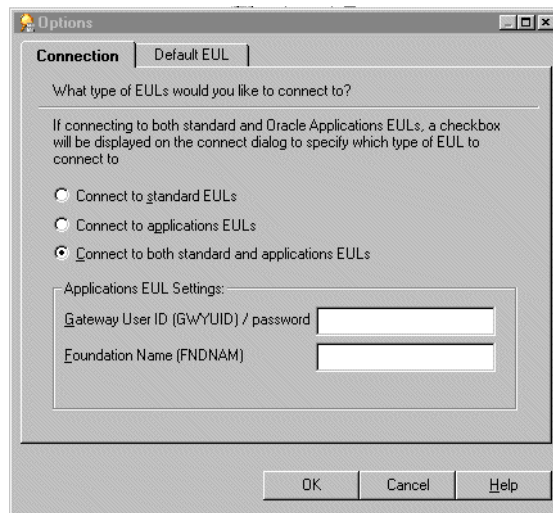 Options
Connection
Default EUL
What type of EULs would you like to connect to?
If connecting to both standard and Oracle Applications EULs, a checkbox
will be displayed on the connect dialog to specify which type of EUL to
connect to
Connect to standard EULs
Connect to applications EULs
Connect to both standard and applications EULs
Applications EUL Settings:
Gateway User ID (GWYUID) / password
Foundation Name (FNDNAM)
OK
Cancel
Help